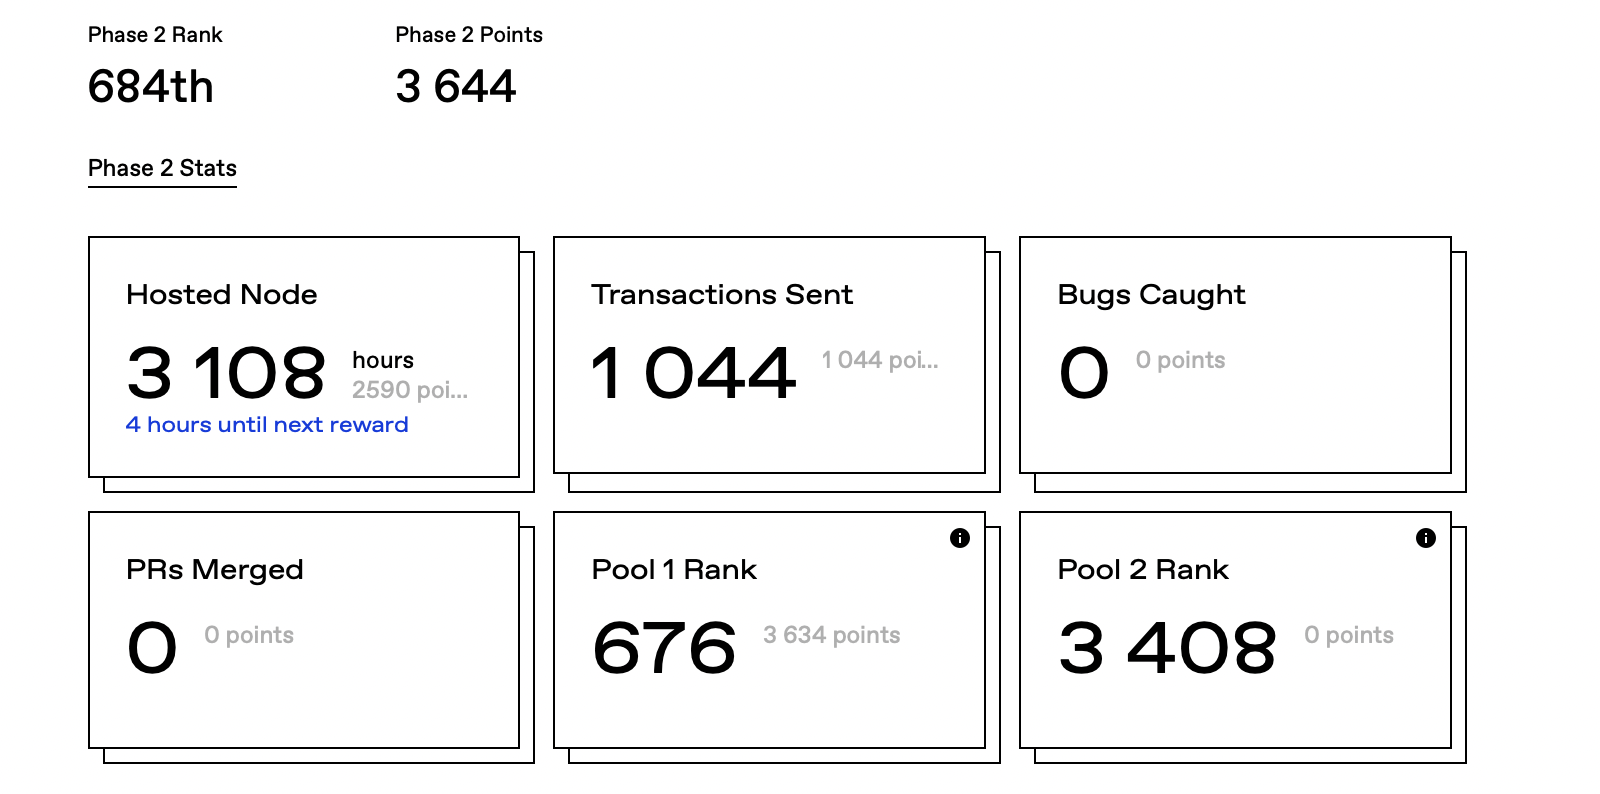 Phase 2 Rank
Phase 2 Points
684th
3 644
Phase 2 Stats
Hosted Node
3 108 hours
2590 poi...
4 hours until next reward
Transactions Sent
1 044 1 044 poi...
Bugs Caught
0 0 points
PRs Merged
0 0 points
Pool 1 Rank
676 3 634 points
Pool 2 Rank
3 408 0 points